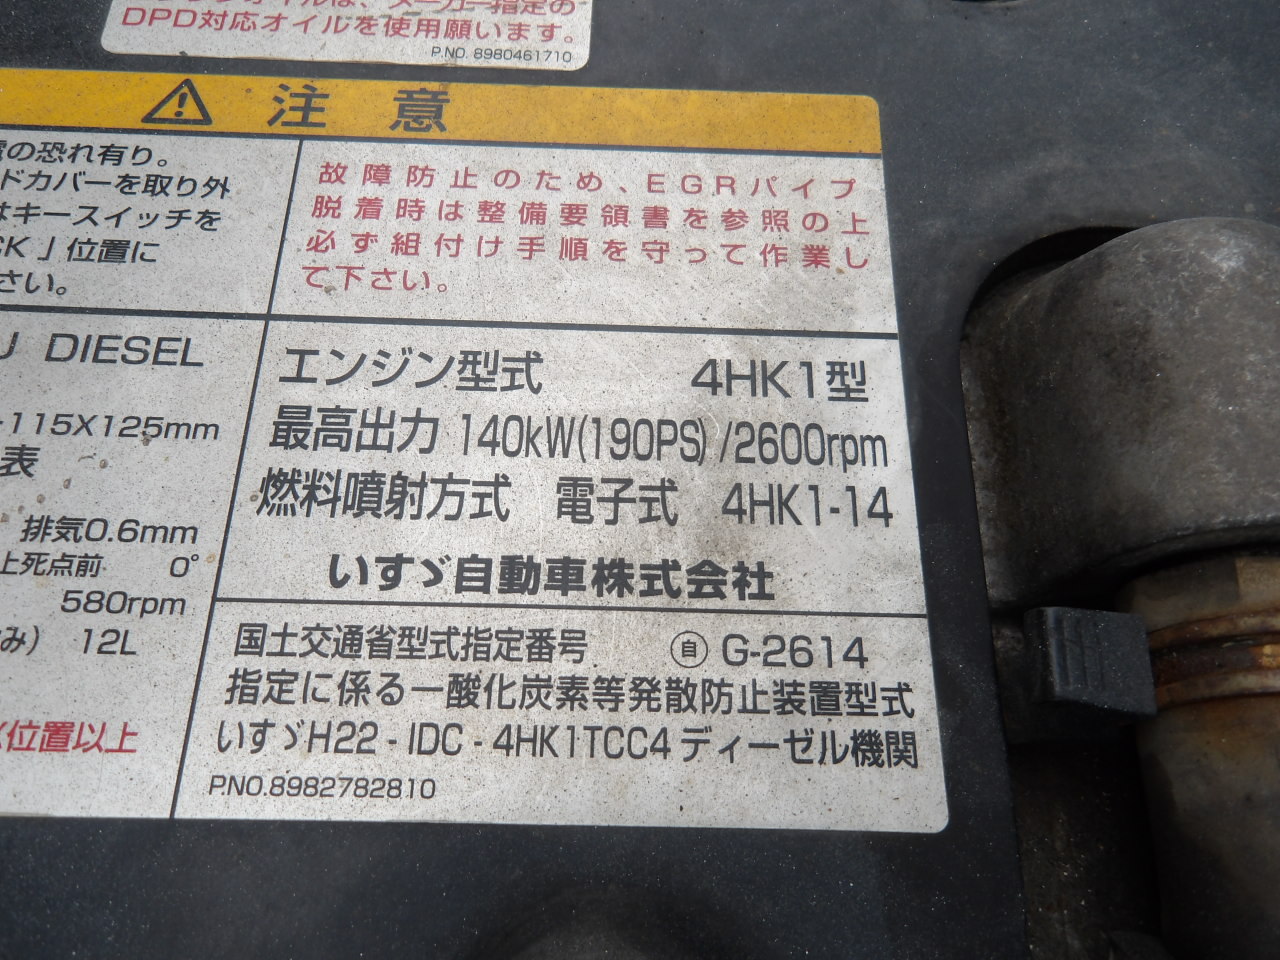 メーカー指定の
DPD対応オイルを使用願います。
P.NO. 8980461710
注 意
の恐れ有り。
ドカバーを取り外
はキースイッチを
CK」位置に
さい。
故障防止のため、EGRパイプ
脱着時は整備要領書を参照の上
必ず組付け手順を守って作業し
て下さい。
U DIESEL
115X125mm
表
排気0.6mm
上死点前 0°
580rpm
み) 12L
位置以上
エンジン型式 4HK1型
最高出力 140kW(190PS)/2600rpm
燃料噴射方式 電子式 4HK1-14
いすゞ自動車株式会社
国土交通省型式指定番号 自 G-2614
指定に係る一酸化炭素等発散防止装置型式
いすゞH22-IDC-4HK1TCC4ディーゼル機関
P.NO.8982782810